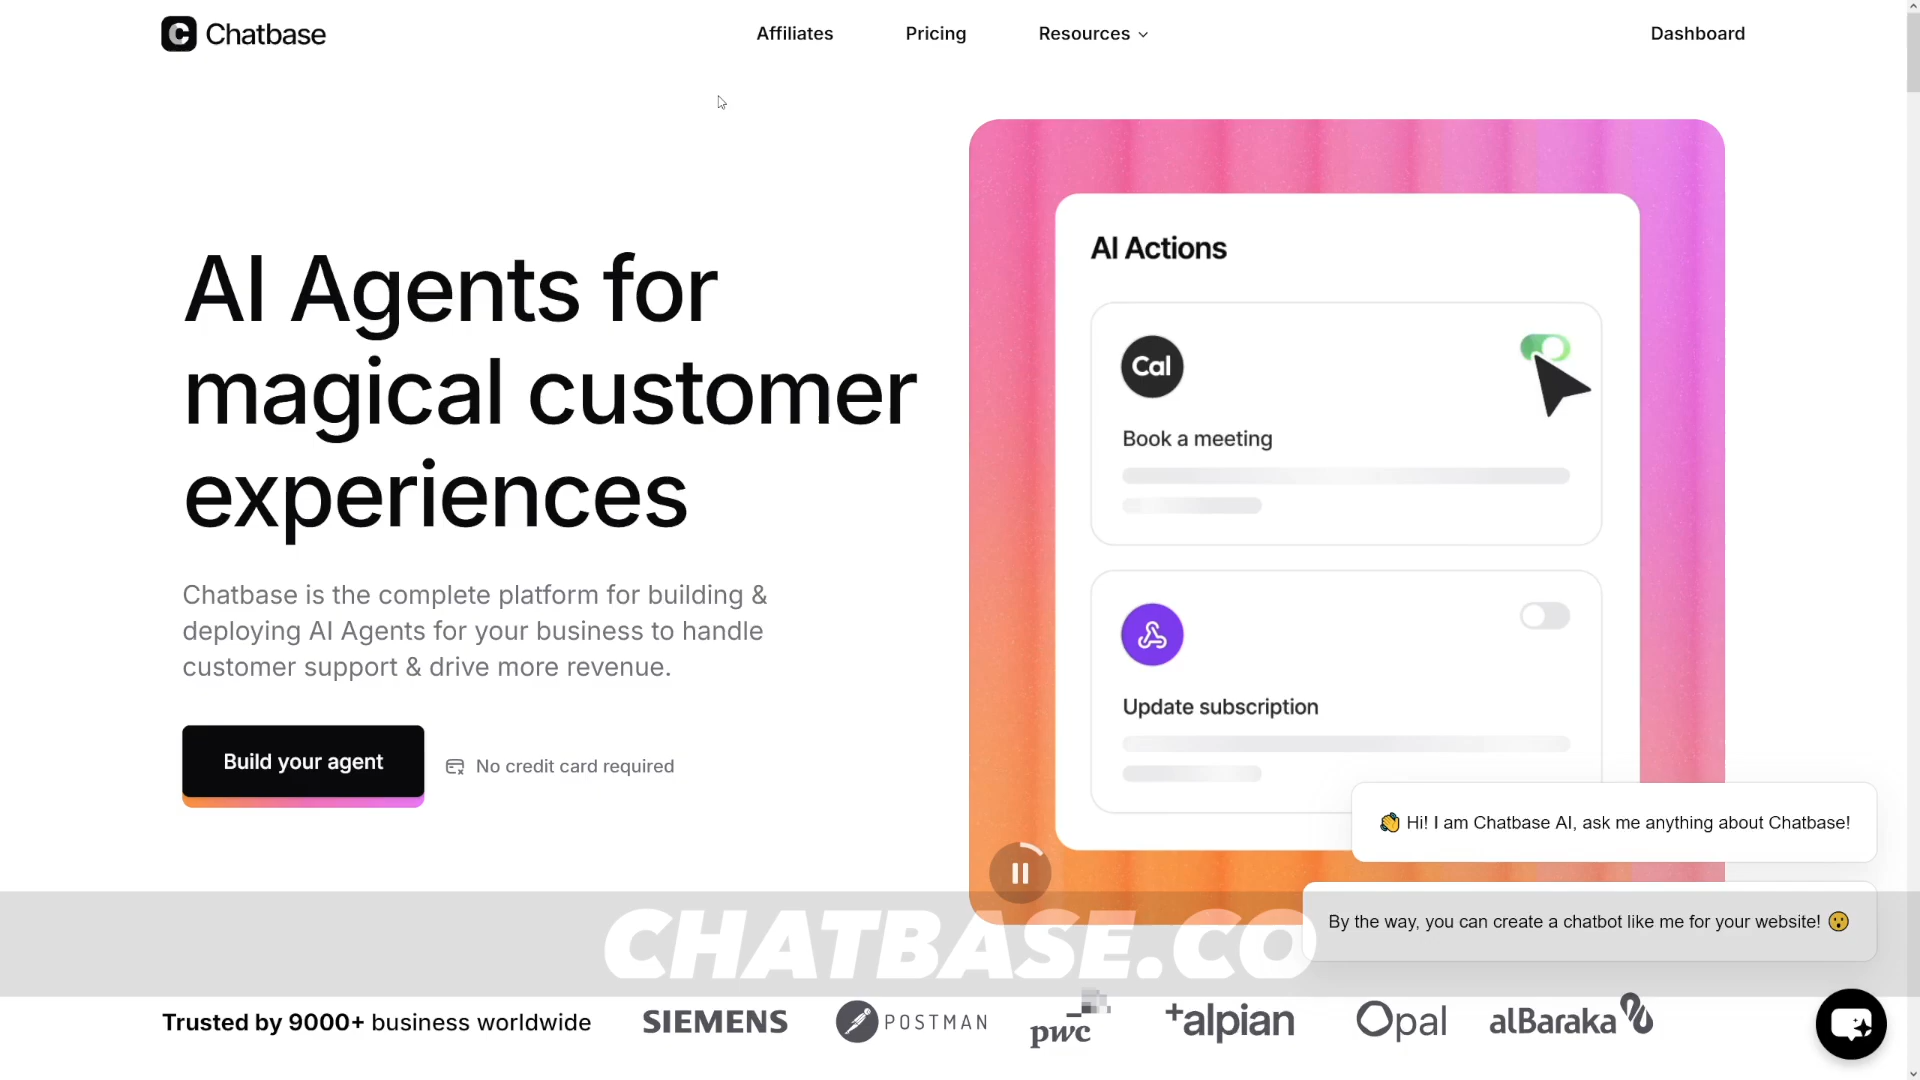 Chatbase
Affiliates
Pricing
Resources
Dashboard
AI Agents for
magical customer
experiences
Chatbase is the complete platform for building &
deploying AI Agents for your business to handle
customer support & drive more revenue.
Build your agent
No credit card required
AI Actions
Cal
Book a meeting
Update subscription
👋 Hi! I am Chatbase AI, ask me anything about Chatbase!
By the way, you can create a chatbot like me for your website! 😮
CHATBASE.CO
Trusted by 9000+ business worldwide
SIEMENS
POSTMAN
pwc
+alpian
Opal
alBaraka